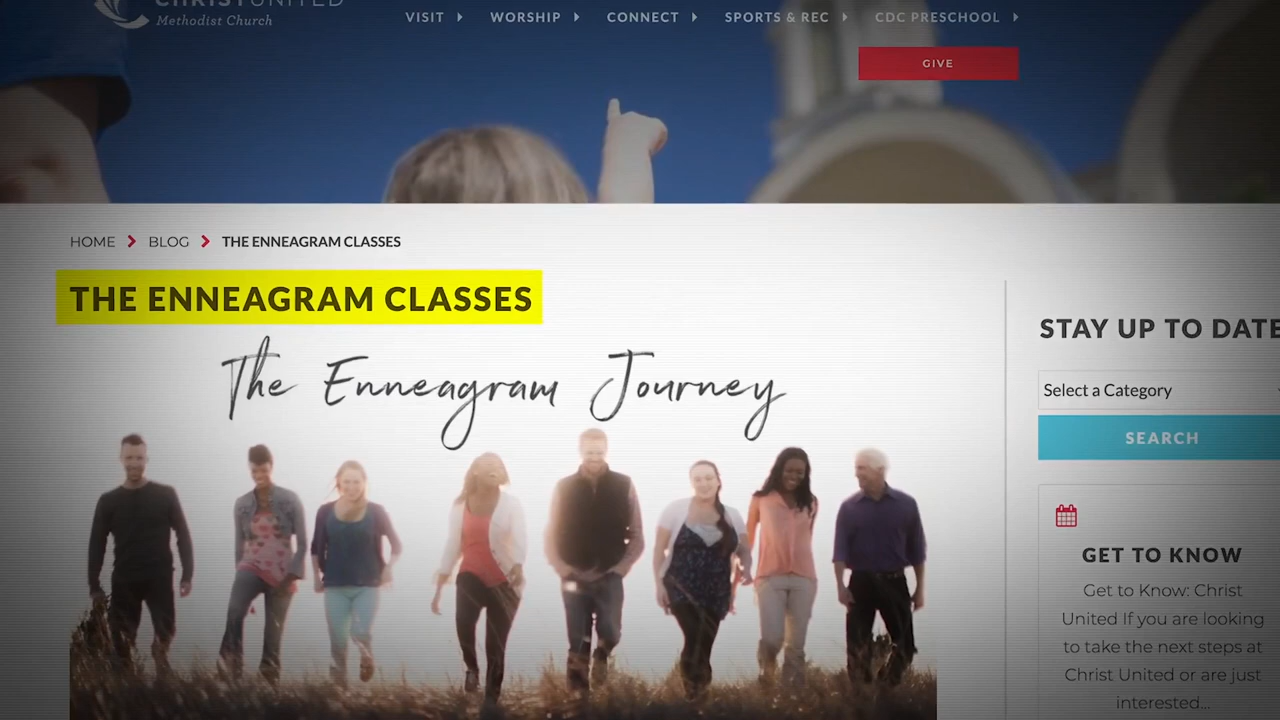 CHRISTUNITED
Methodist Church
VISIT WORSHIP CONNECT SPORTS & REC CDC PRESCHOOL
GIVE
HOME BLOG THE ENNEAGRAM CLASSES
THE ENNEAGRAM CLASSES
The Enneagram Journey
STAY UP TO DATE
Select a Category
SEARCH
GET TO KNOW
Get to Know: Christ
United If you are looking
to take the next steps at
Christ United or are just
interested...